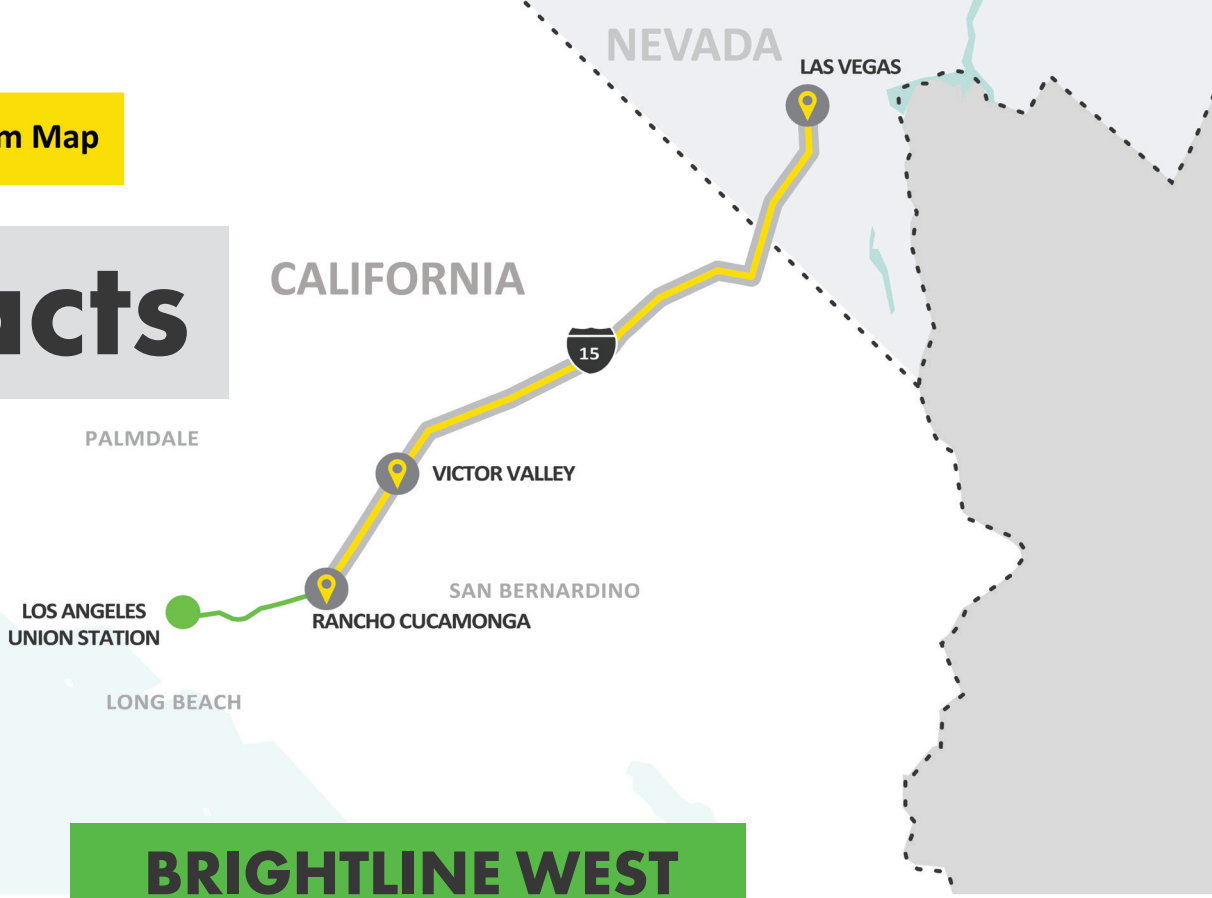 NEVADA
LAS VEGAS
Map
CALIFORNIA
15
PALMDALE
VICTOR VALLEY
SAN BERNARDINO
LOS ANGELES
UNION STATION
RANCHO CUCAMONGA
LONG BEACH
BRIGHTLINE WEST